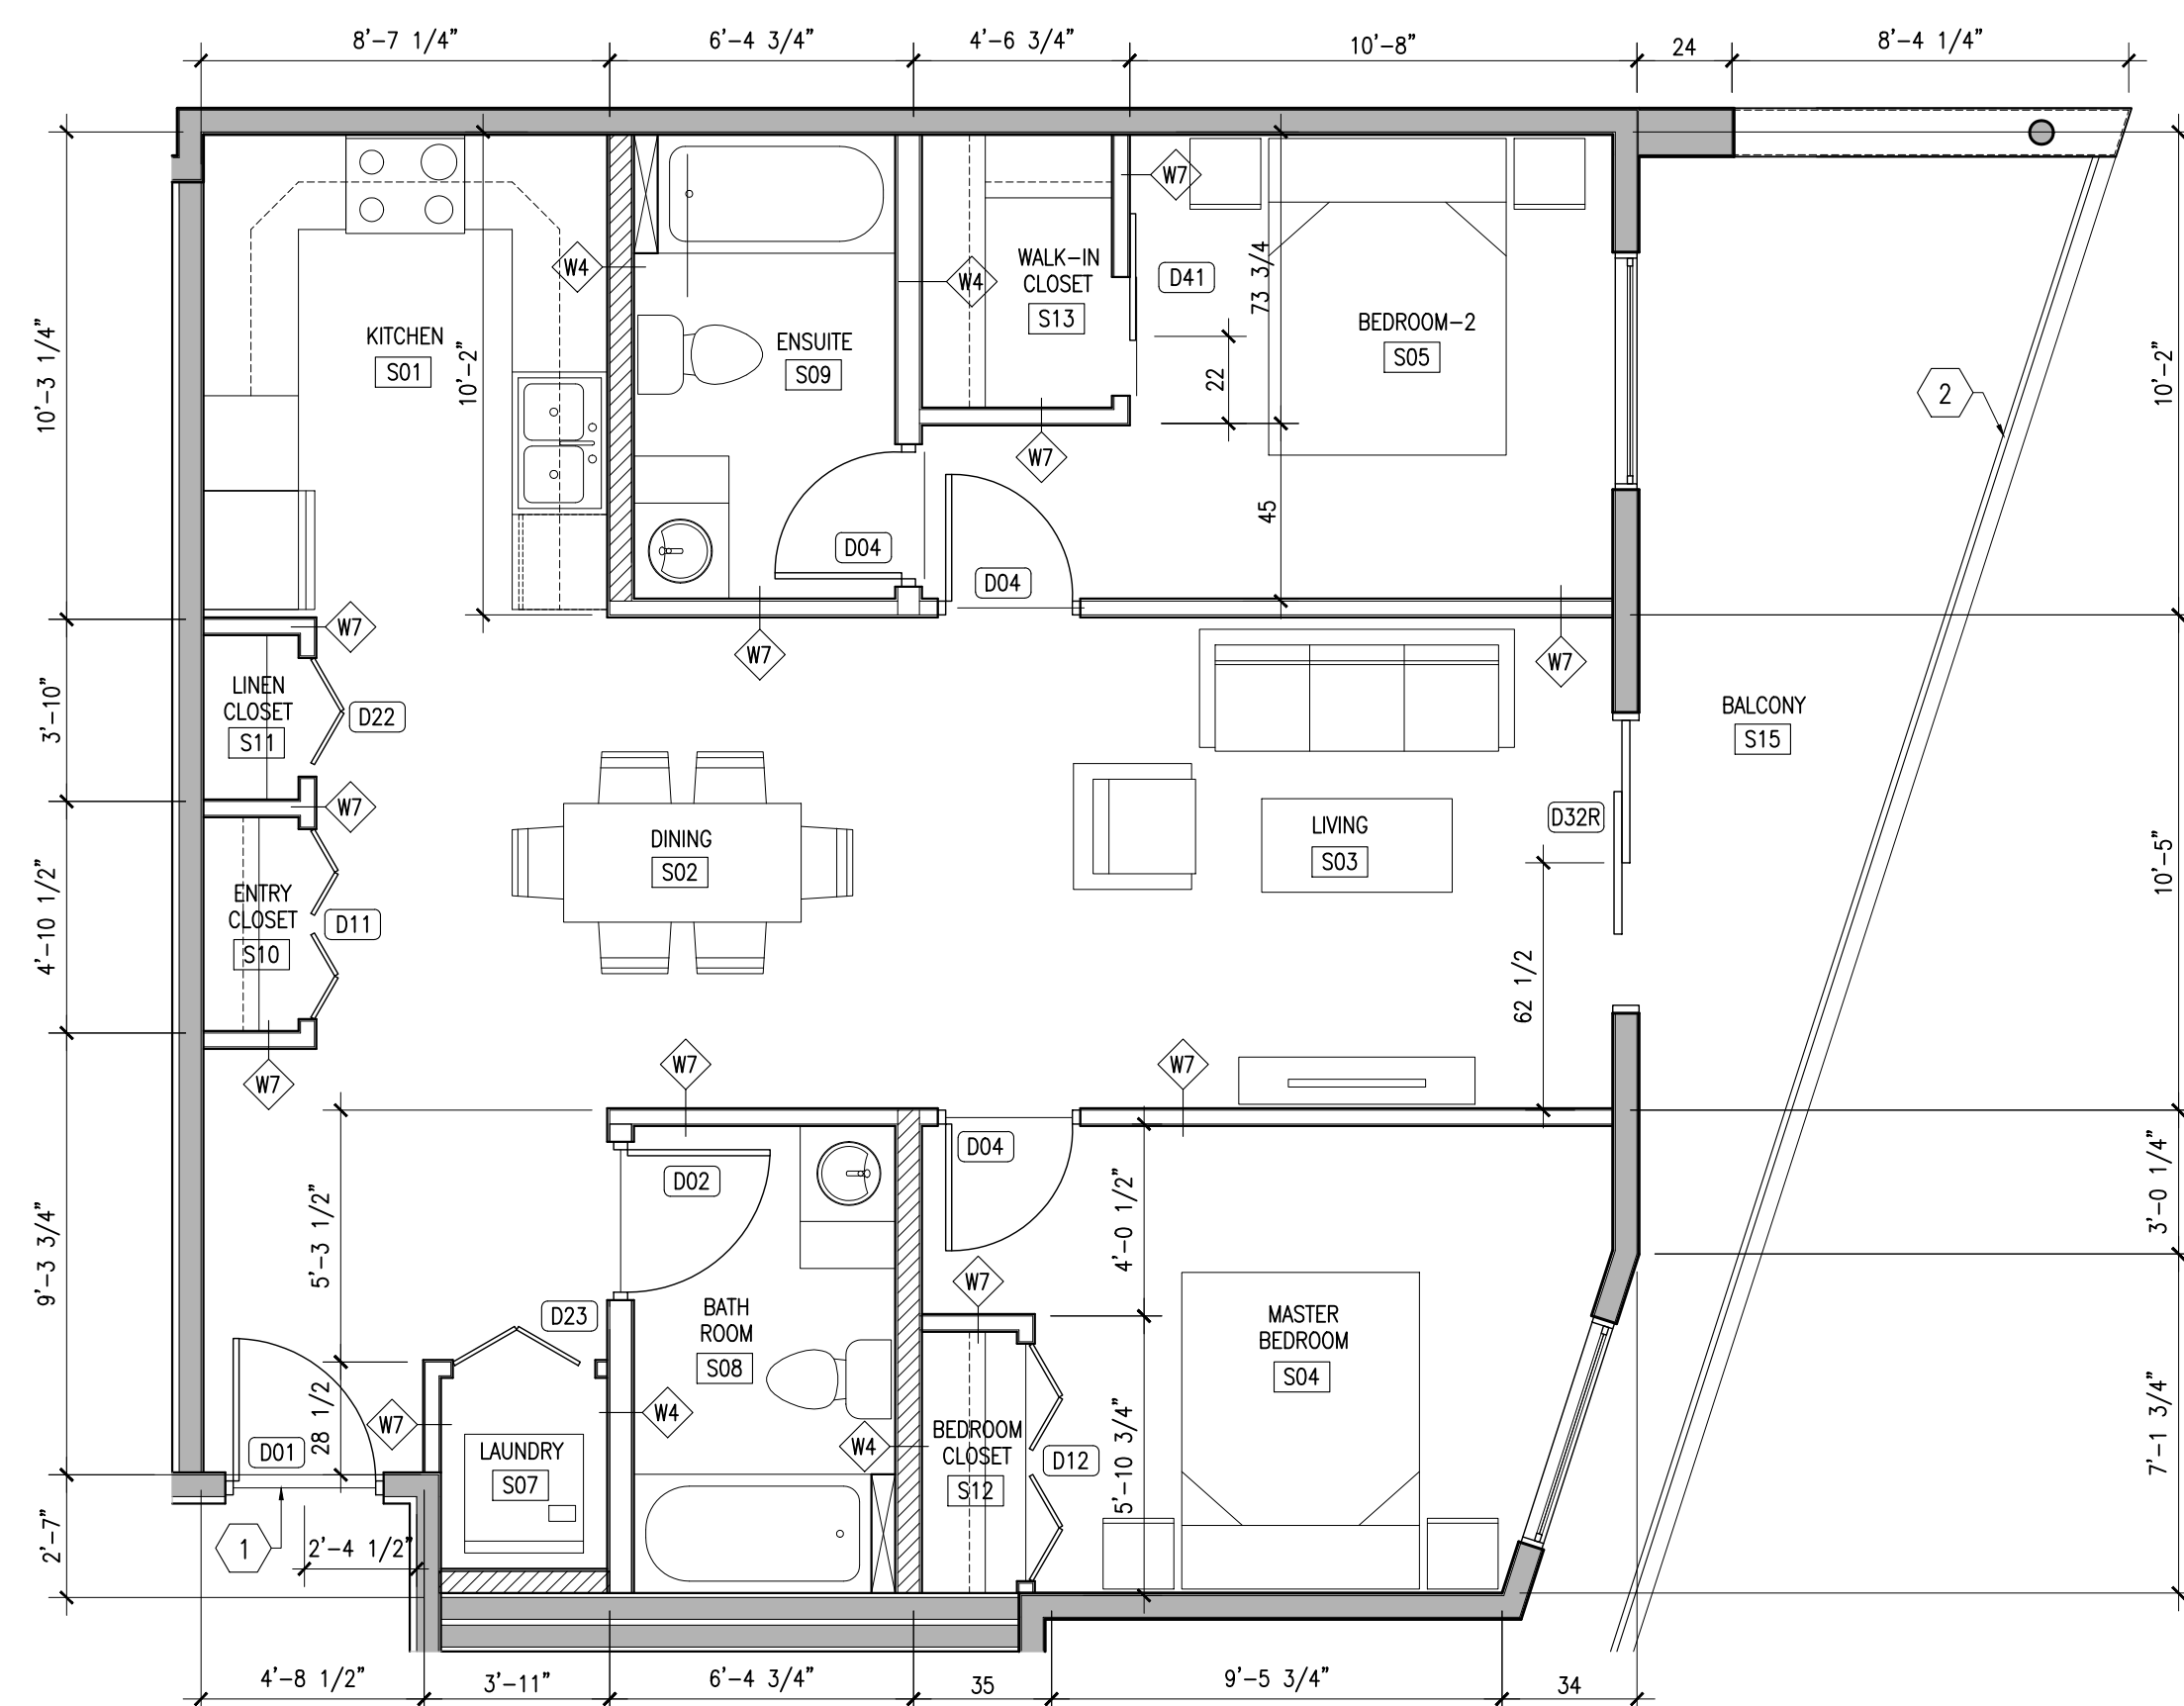 8'-7 1/4"
6'-4 3/4"
4'-6 3/4"
10'-8"
24
8'-4 1/4"
10'-3 1/4"
3'-10"
4'-10 1/2"
9'-3 3/4"
2'-7"
KITCHEN
S01
10'-2"
W4
ENSUITE
S09
W4
WALK-IN
CLOSET
S13
W7
D41
73 3/4
22
45
BEDROOM-2
S05
W7
D04
D04
2
10'-2"
W7
W7
W7
LINEN
CLOSET
S11
D22
W7
BALCONY
S15
DINING
S02
LIVING
S03
D32R
10'-5"
ENTRY
CLOSET
S10
D11
62 1/2
W7
W7
W7
D02
D04
5'-3 1/2"
4'-0 1/2"
3'-0 1/4"
W7
D23
BATH
ROOM
S08
MASTER
BEDROOM
S04
28 1/2
W7
W4
W4
BEDROOM
CLOSET
S12
D12
5'-10 3/4"
7'-1 3/4"
D01
LAUNDRY
S07
1
2'-4 1/2"
4'-8 1/2"
3'-11"
6'-4 3/4"
35
9'-5 3/4"
34